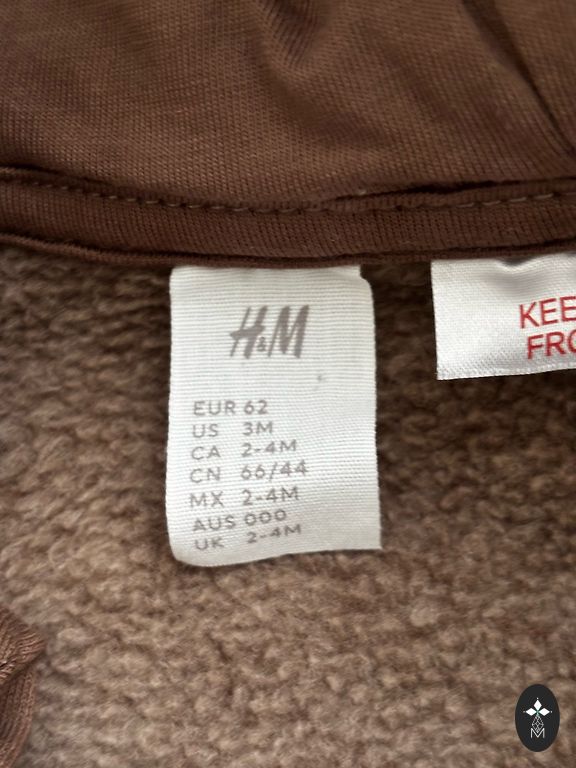 H&M
EUR 62
US 3M
CA 2-4M
CN 66/44
MX 2-4M
AUS 000
UK 2-4M
KEE
FRO
M